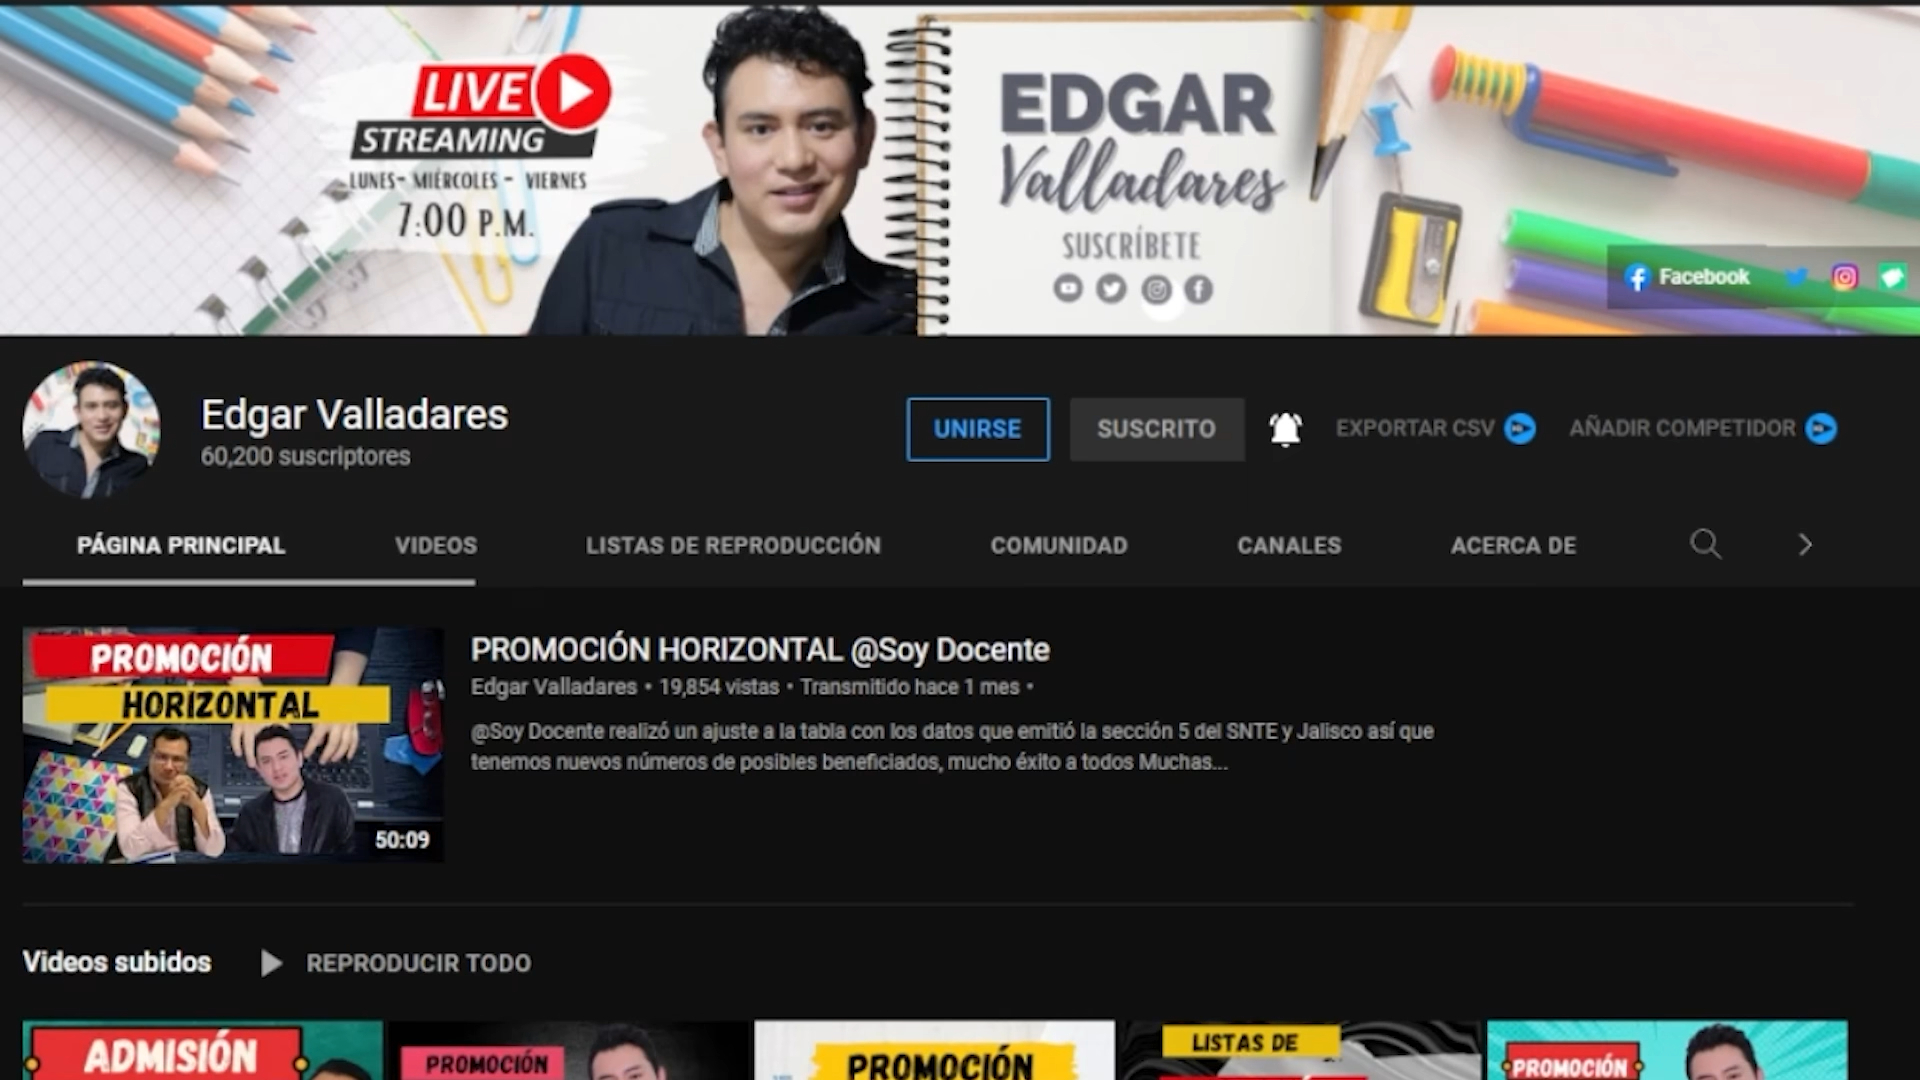 LIVE
STREAMING
LUNES- MIÉRCOLES - VIERNES
7:00 P.M.
EDGAR
Valladares
SUSCRÍBETE
Facebook
Edgar Valladares
60,200 suscriptores
UNIRSE
SUSCRITO
EXPORTAR CSV
AÑADIR COMPETIDOR
PÁGINA PRINCIPAL
VIDEOS
LISTAS DE REPRODUCCIÓN
COMUNIDAD
CANALES
ACERCA DE
PROMOCIÓN
HORIZONTAL
50:09
PROMOCIÓN HORIZONTAL @Soy Docente
Edgar Valladares • 19,854 vistas • Transmitido hace 1 mes •
@Soy Docente realizó un ajuste a la tabla con los datos que emitió la sección 5 del SNTE y Jalisco así que
tenemos nuevos números de posibles beneficiados, mucho éxito a todos Muchas...
Videos subidos
REPRODUCIR TODO
ADMISIÓN
PROMOCIÓN
PROMOCIÓN
LISTAS DE
PROMOCIÓN